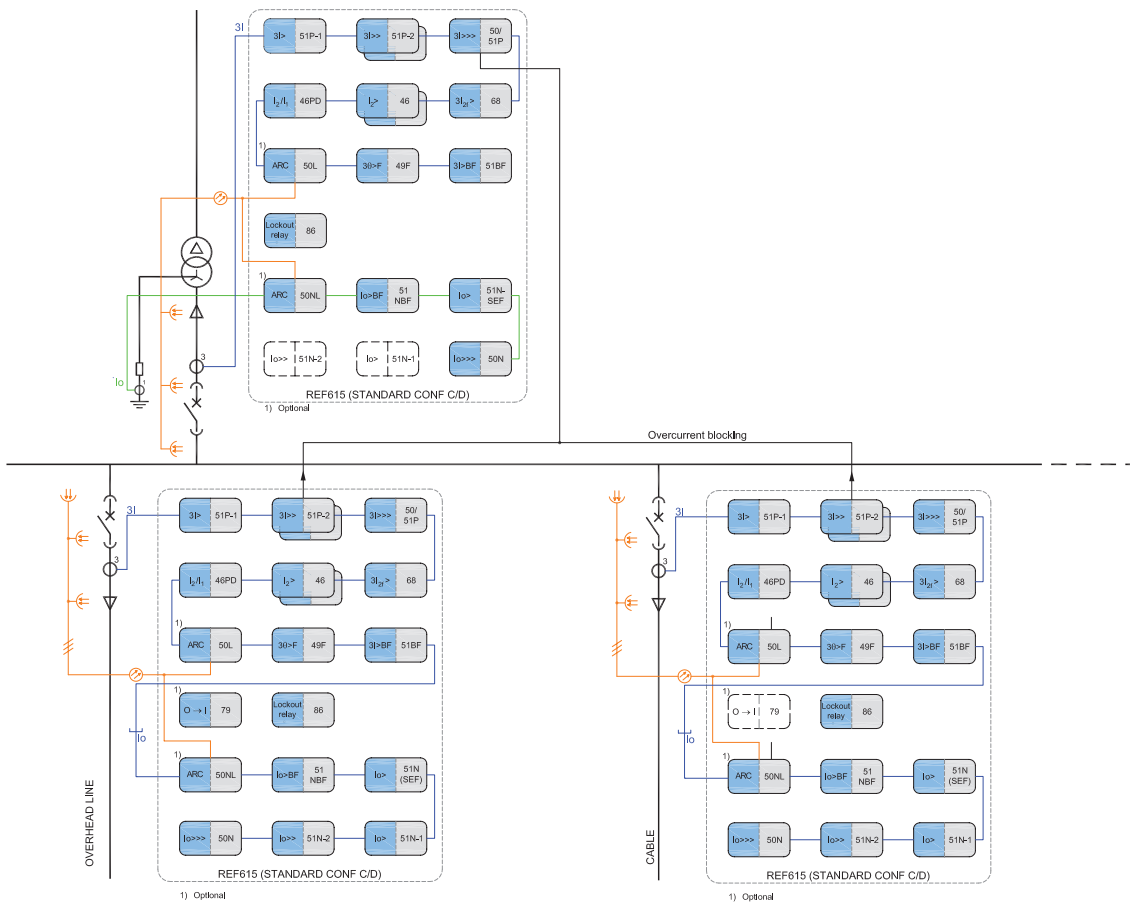 3I
3I> 51P-1
3I>> 51P-2
3I>>> 50/
51P
I2/I1 46PD
I2> 46
3I2f> 68
1)
ARC 50L
3θ>F 49F
3I>BF 51BF
Lockout
relay 86
1)
ARC 50NL
Io>BF 51
NBF
Io> 51N-
SEF
Io>> 51N-2
Io> 51N-1
Io>>> 50N
3
Io
1
REF615 (STANDARD CONF C/D)
1) Optional
Overcurrent blocking
3I
3
3I> 51P-1
3I>> 51P-2
3I>>> 50/
51P
I2/I1 46PD
I2> 46
3I2f> 68
1)
ARC 50L
3θ>F 49F
3I>BF 51BF
1)
O → I 79
Lockout
relay 86
Io
1)
ARC 50NL
Io>BF 51
NBF
Io> 51N
(SEF)
Io>>> 50N
Io>> 51N-2
Io> 51N-1
OVERHEAD LINE
REF615 (STANDARD CONF C/D)
1) Optional
3I
3
3I> 51P-1
3I>> 51P-2
3I>>> 50/
51P
I2/I1 46PD
I2> 46
3I2f> 68
1)
ARC 50L
3θ>F 49F
3I>BF 51BF
1)
O → I 79
Lockout
relay 86
Io
1)
ARC 50NL
Io>BF 51
NBF
Io> 51N
(SEF)
Io>>> 50N
Io>> 51N-2
Io> 51N-1
CABLE
REF615 (STANDARD CONF C/D)
1) Optional